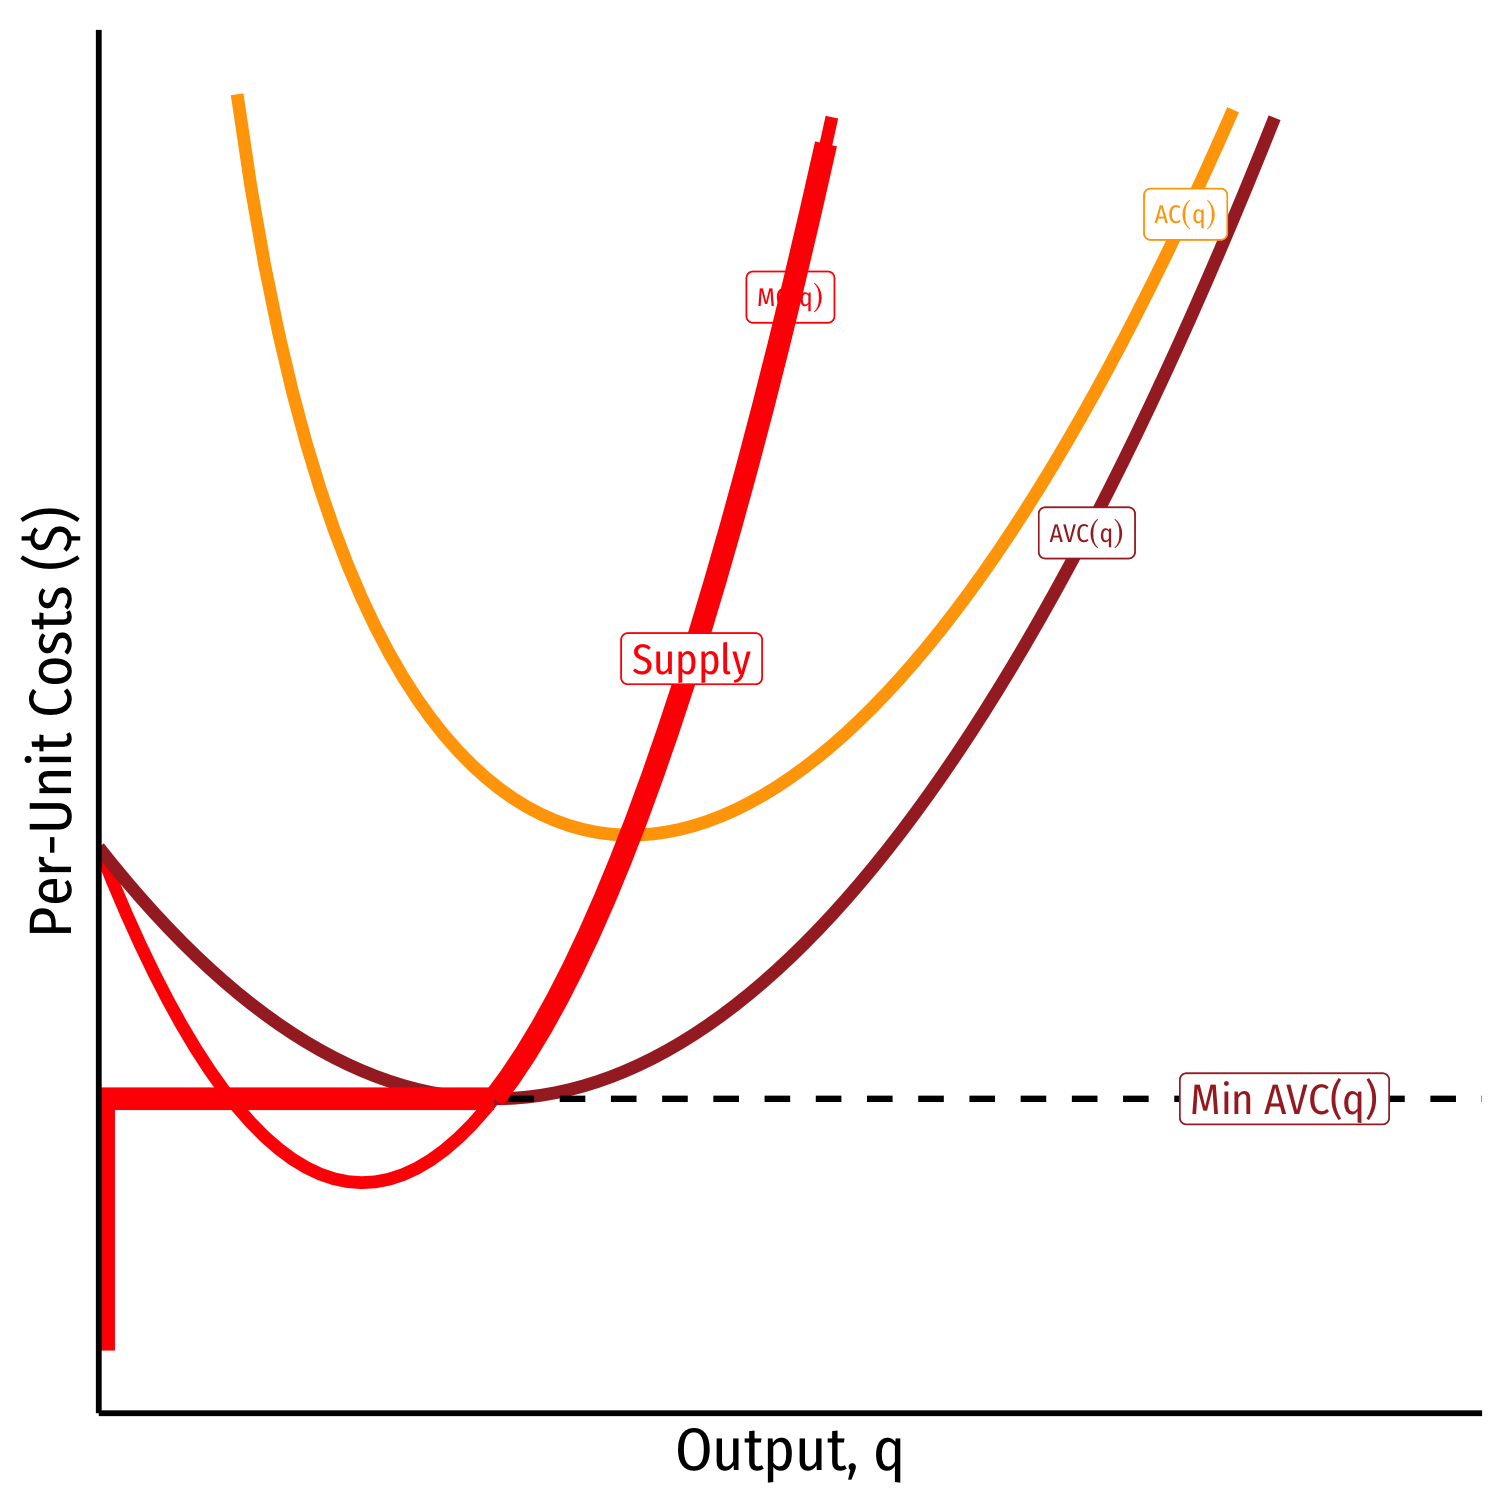 AC(q)
q)
AVC(q)
Supply
Per-Unit Costs ($)
Min AVC(q)
Output, q